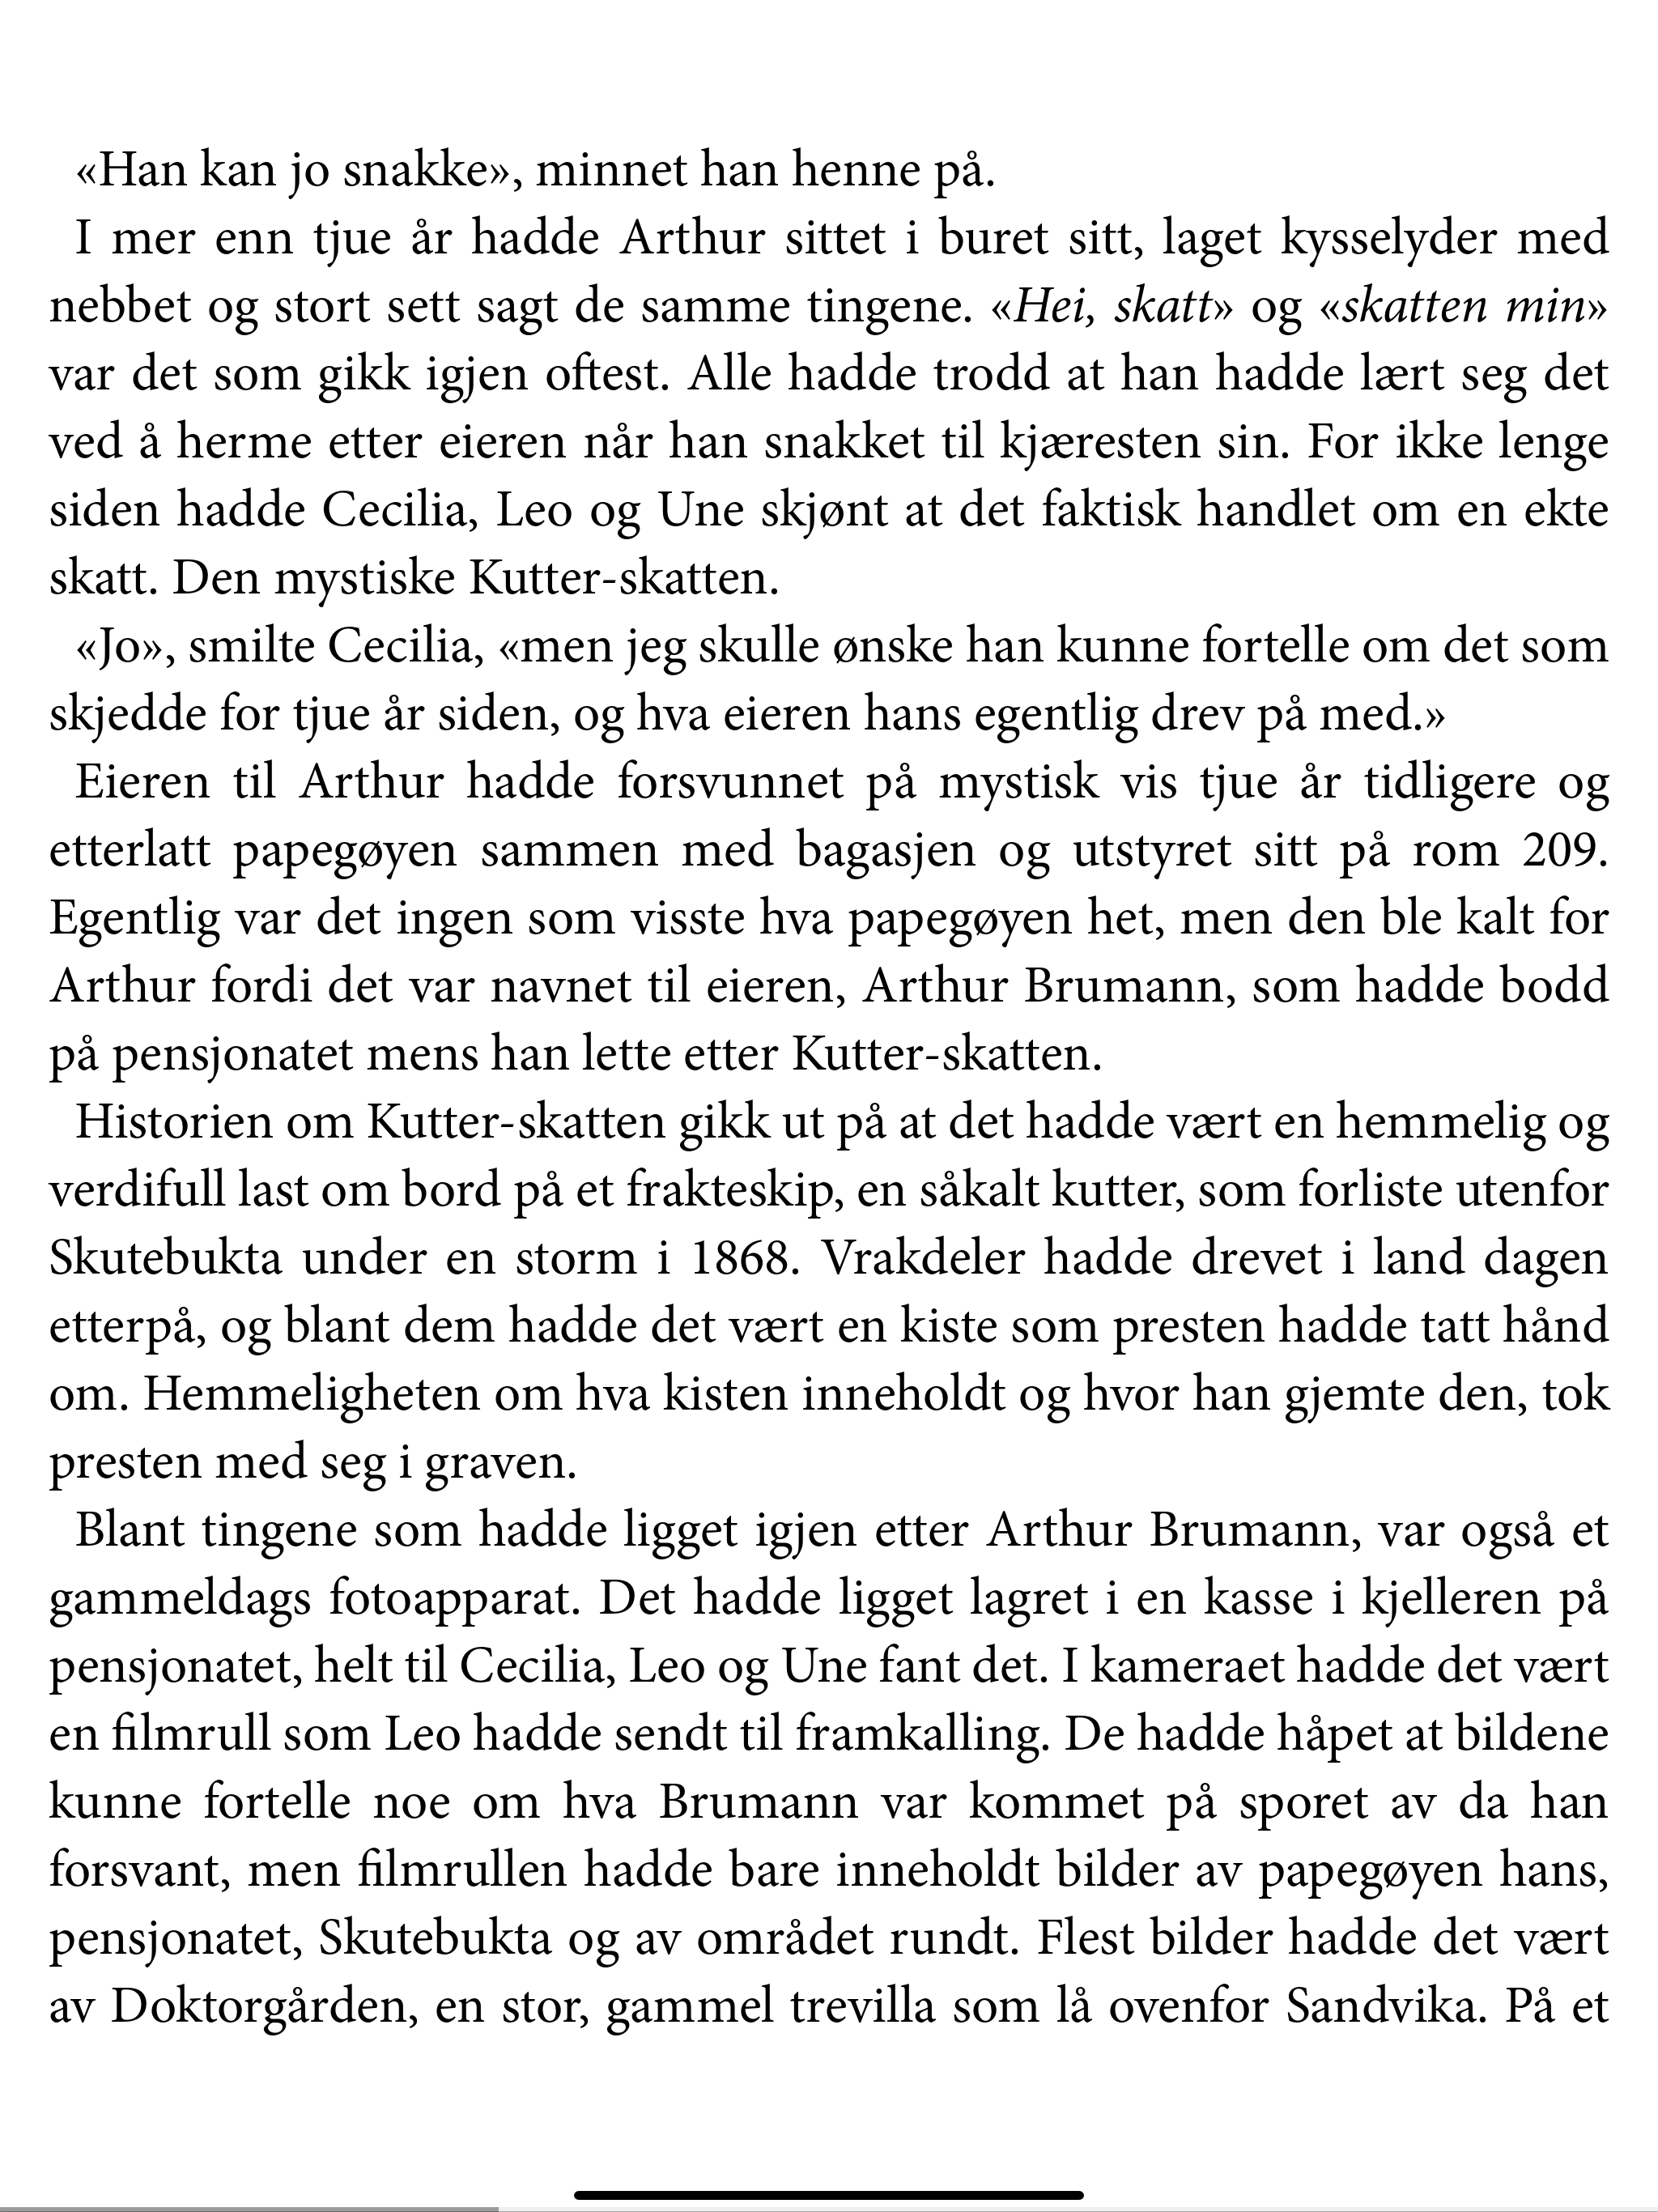 «Han kan jo snakke», minnet han henne på.
I mer enn tjue år hadde Arthur sittet i buret sitt, laget kysselyder med
nebbet og stort sett sagt de samme tingene. «Hei, skatt» og «skatten min»
var det som gikk igjen oftest. Alle hadde trodd at han hadde lært seg det
ved å herme etter eieren når han snakket til kjæresten sin. For ikke lenge
siden hadde Cecilia, Leo og Une skjønt at det faktisk handlet om en ekte
skatt. Den mystiske Kutter-skatten.
«Jo», smilte Cecilia, «men jeg skulle ønske han kunne fortelle om det som
skjedde for tjue år siden, og hva eieren hans egentlig drev på med.»
Eieren til Arthur hadde forsvunnet på mystisk vis tjue år tidligere og
etterlatt papegøyen sammen med bagasjen og utstyret sitt på rom 209.
Egentlig var det ingen som visste hva papegøyen het, men den ble kalt for
Arthur fordi det var navnet til eieren, Arthur Brumann, som hadde bodd
på pensjonatet mens han lette etter Kutter-skatten.
Historien om Kutter-skatten gikk ut på at det hadde vært en hemmelig og
verdifull last om bord på et frakteskip, en såkalt kutter, som forliste utenfor
Skutebukta under en storm i 1868. Vrakdeler hadde drevet i land dagen
etterpå, og blant dem hadde det vært en kiste som presten hadde tatt hånd
om. Hemmeligheten om hva kisten inneholdt og hvor han gjemte den, tok
presten med seg i graven.
Blant tingene som hadde ligget igjen etter Arthur Brumann, var også et
gammeldags fotoapparat. Det hadde ligget lagret i en kasse i kjelleren på
pensjonatet, helt til Cecilia, Leo og Une fant det. I kameraet hadde det vært
en filmrull som Leo hadde sendt til framkalling. De hadde håpet at bildene
kunne fortelle noe om hva Brumann var kommet på sporet av da han
forsvant, men filmrullen hadde bare inneholdt bilder av papegøyen hans,
pensjonatet, Skutebukta og av området rundt. Flest bilder hadde det vært
av Doktorgården, en stor, gammel trevilla som lå ovenfor Sandvika. På et